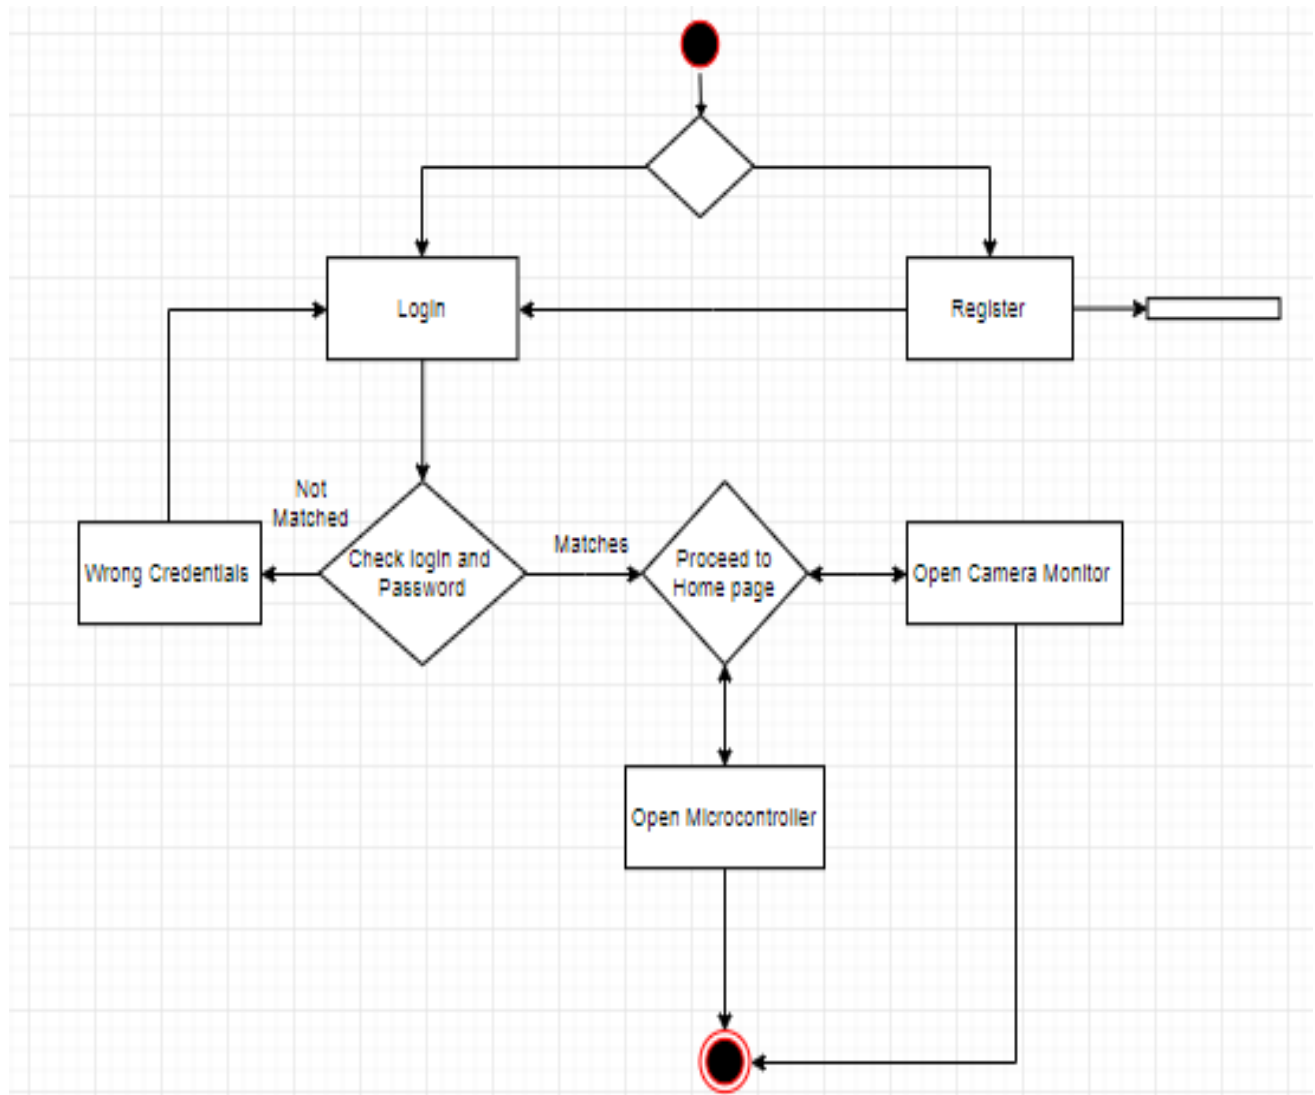 Login
Register
Not
Matched
Matches
Wrong Credentials
Check login and
Password
Proceed to
Home page
Open Camera Monitor
Open Microcontroller